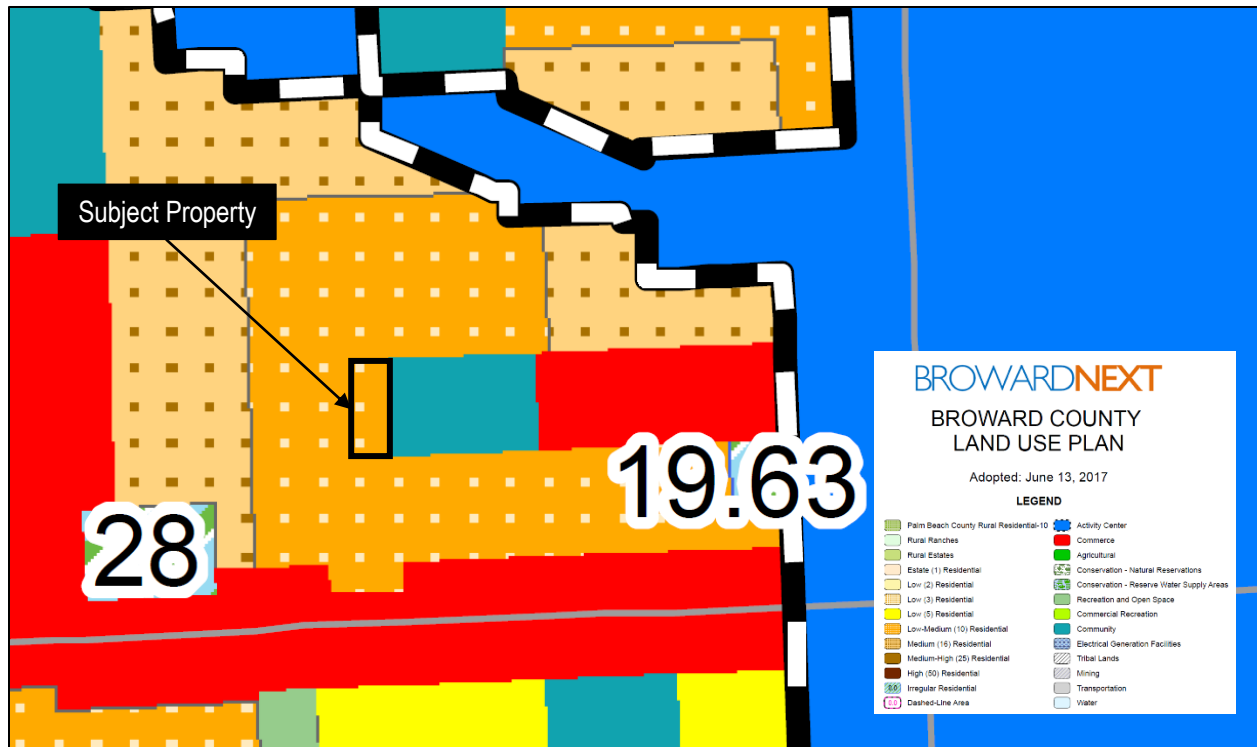 Subject Property
28
19.63
BROWARDNEXT
BROWARD COUNTY
LAND USE PLAN
Adopted: June 13, 2017
LEGEND
Palm Beach County Rural Residential-10
Rural Ranches
Rural Estates
Estate (1) Residential
Low (2) Residential
Low (3) Residential
Low (5) Residential
Low-Medium (10) Residential
Medium (16) Residential
Medium-High (25) Residential
High (50) Residential
0.0 Irregular Residential
0.0 Dashed-Line Area
Activity Center
Commerce
Agricultural
Conservation - Natural Reservations
Conservation - Reserve Water Supply Areas
Recreation and Open Space
Commercial Recreation
Community
Electrical Generation Facilities
Tribal Lands
Mining
Transportation
Water